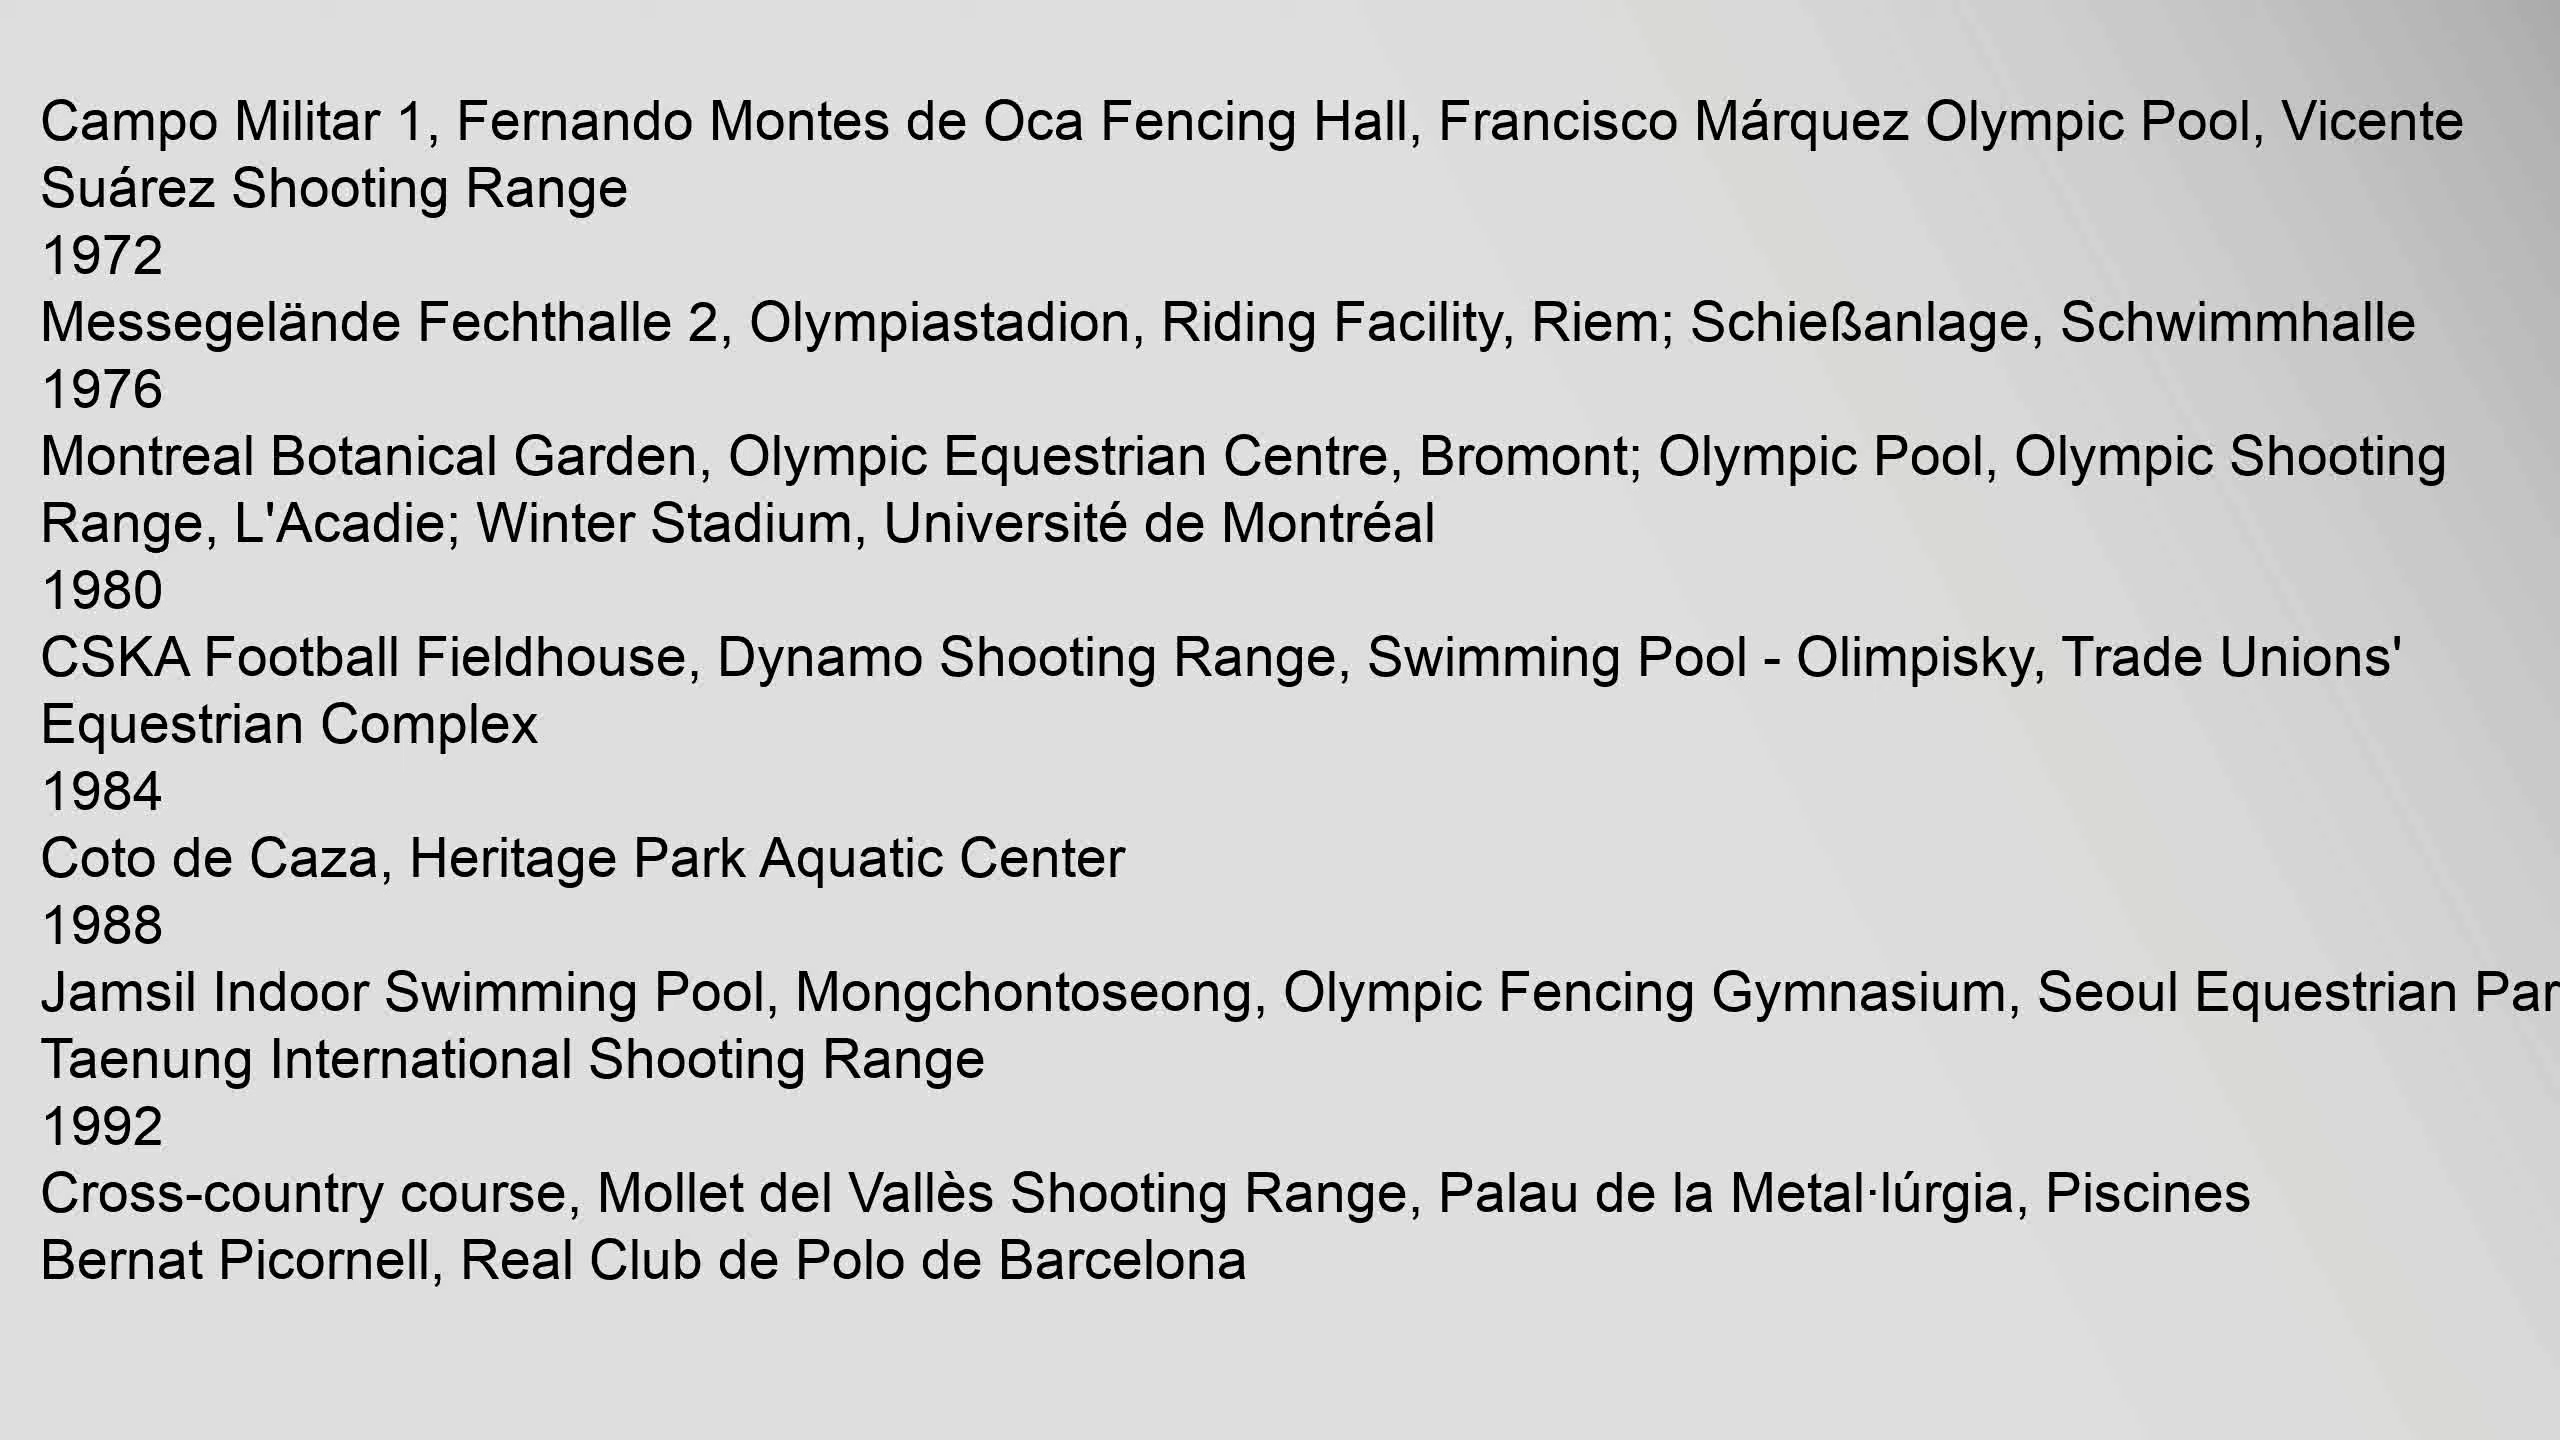 Campo Militar 1, Fernando Montes de Oca Fencing Hall, Francisco Márquez Olympic Pool, Vicente
Suárez Shooting Range
1972
Messegelände Fechthalle 2, Olympiastadion, Riding Facility, Riem; Schießanlage, Schwimmhalle
1976
Montreal Botanical Garden, Olympic Equestrian Centre, Bromont; Olympic Pool, Olympic Shooting
Range, L'Acadie; Winter Stadium, Université de Montréal
1980
CSKA Football Fieldhouse, Dynamo Shooting Range, Swimming Pool - Olimpisky, Trade Unions'
Equestrian Complex
1984
Coto de Caza, Heritage Park Aquatic Center
1988
Jamsil Indoor Swimming Pool, Mongchontoseong, Olympic Fencing Gymnasium, Seoul Equestrian
Taenung International Shooting Range
1992
Cross-country course, Mollet del Vallès Shooting Range, Palau de la Metal·lúrgia, Piscines
Bernat Picornell, Real Club de Polo de Barcelona